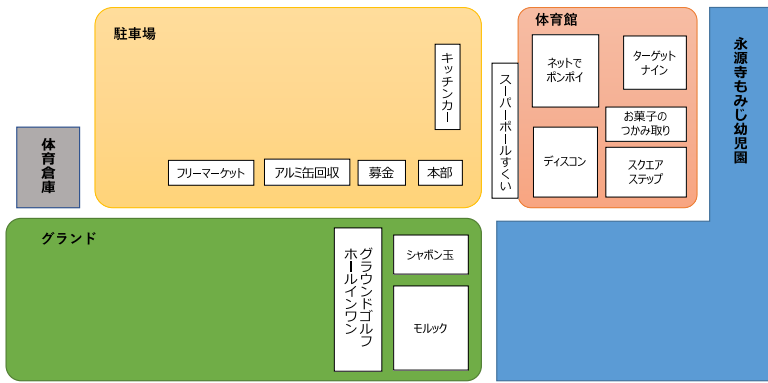 駐車場
キッチンカー
フリーマーケット
アルミ缶回収
募金
本部
体育倉庫
スーパーボールすくい
体育館
ネットで
ポンポイ
ターゲット
ナイン
お菓子の
つかみ取り
ディスコン
スクエア
ステップ
永源寺もみじ幼児園
グランド
グラウンドゴルフ
ホールインワン
シャボン玉
モルック